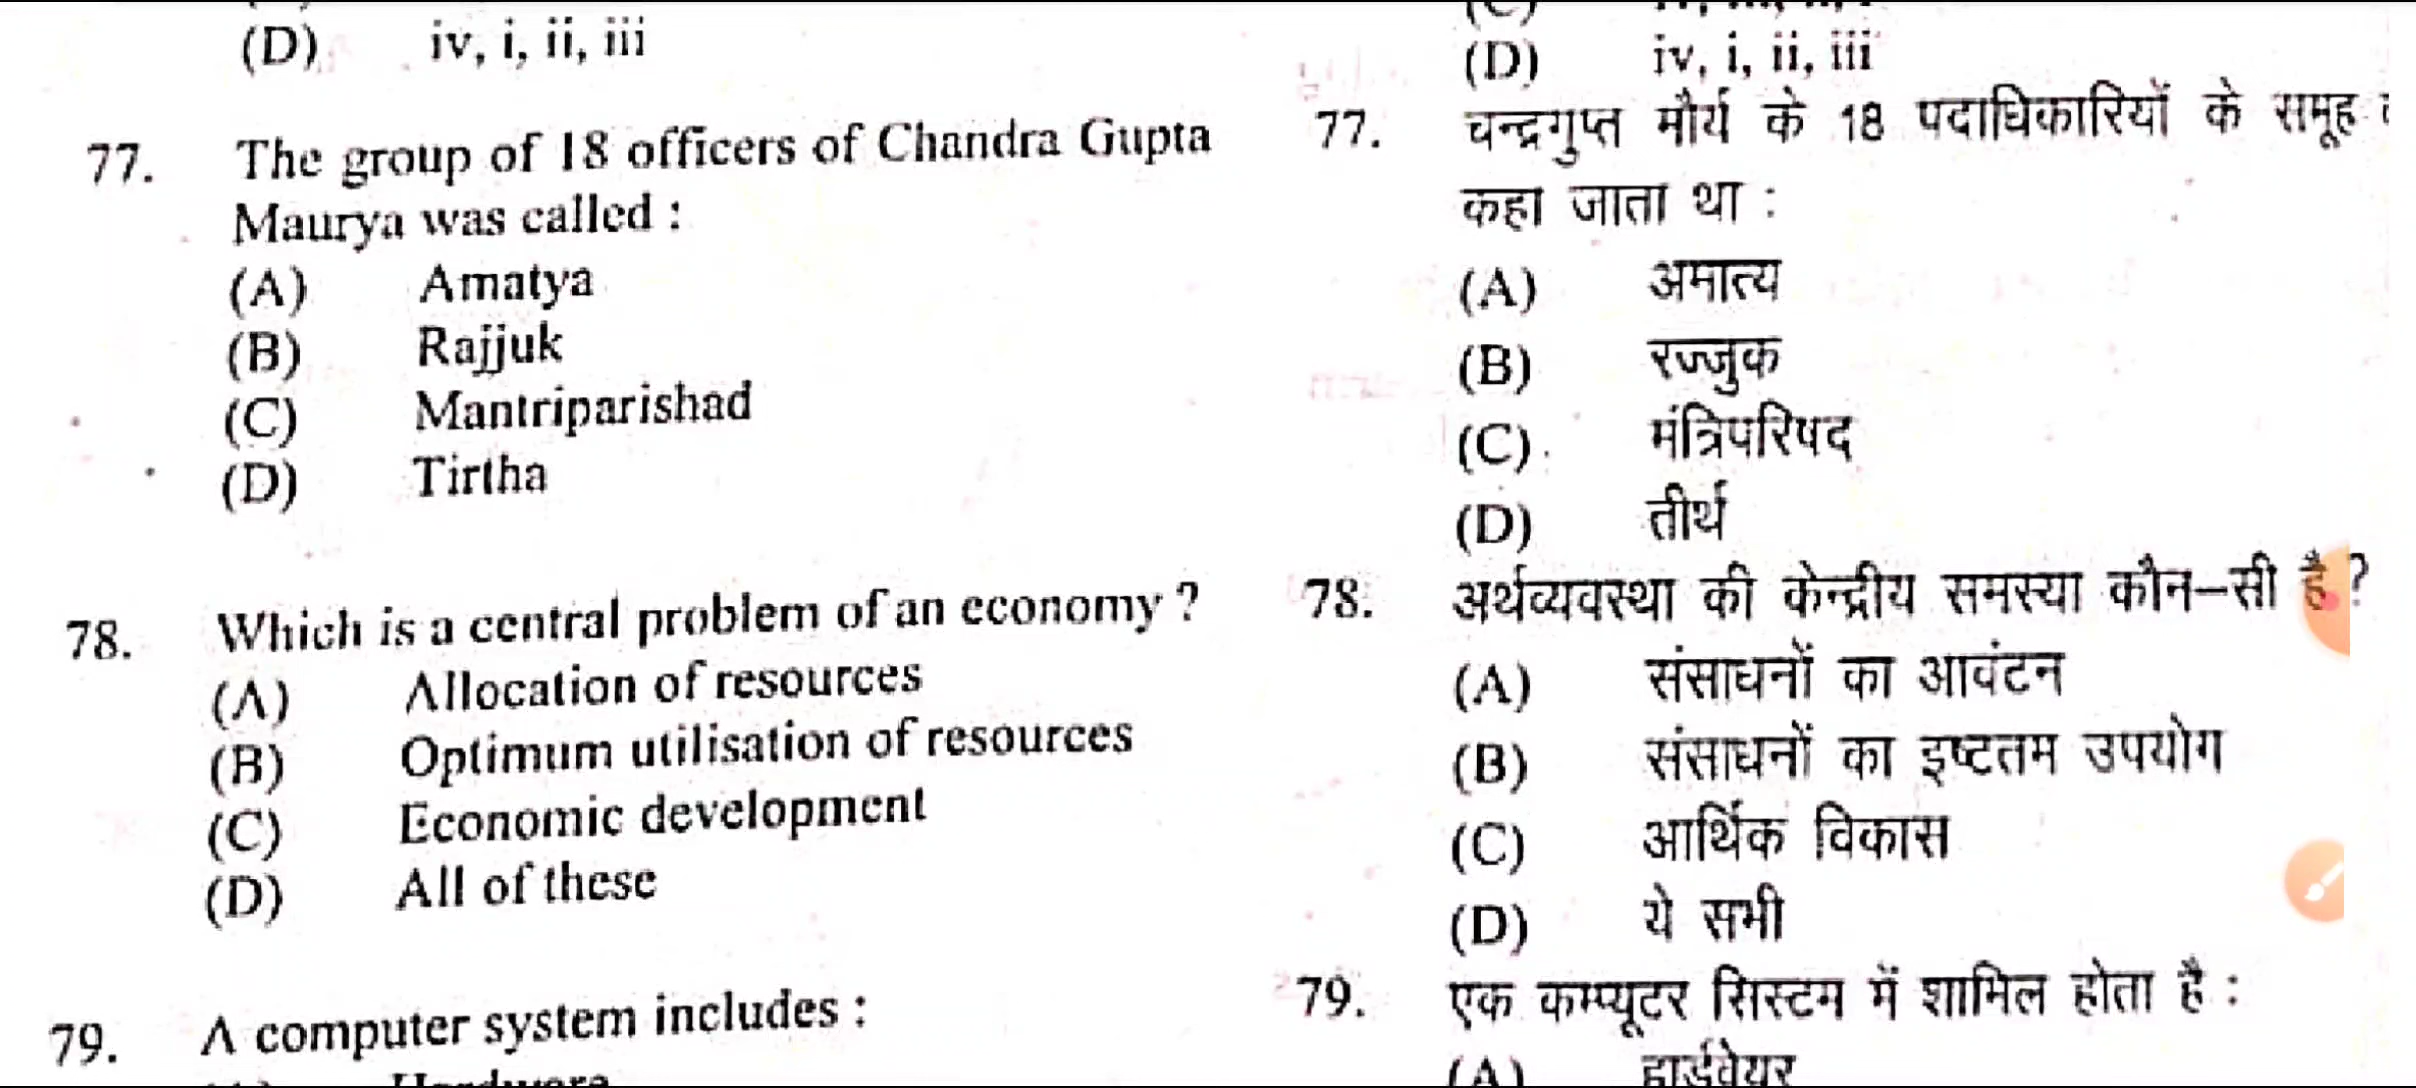 (D) iv, i, ii, iii
77. The group of 18 officers of Chandra Gupta
Maurya was called :
(A) Amatya
(B) Rajjuk
(C) Mantriparishad
(D) Tirtha
78. Which is a central problem of an economy ?
(A) Allocation of resources
(B) Optimum utilisation of resources
(C) Economic development
(D) All of these
79. A computer system includes :
(D) iv, i, ii, iii
77. चन्द्रगुप्त मौर्य के 18 पदाधिकारियों के समूह
कहा जाता था :
(A) अमात्य
(B) रज्जुक
(C) मंत्रिपरिषद
(D) तीर्थ
78. अर्थव्यवस्था की केन्द्रीय समस्या कौन-सी है ?
(A) संसाधनों का आवंटन
(B) संसाधनों का इष्टतम उपयोग
(C) आर्थिक विकास
(D) ये सभी
79. एक कम्प्यूटर सिस्टम में शामिल होता है :
(A) हार्डवेयर